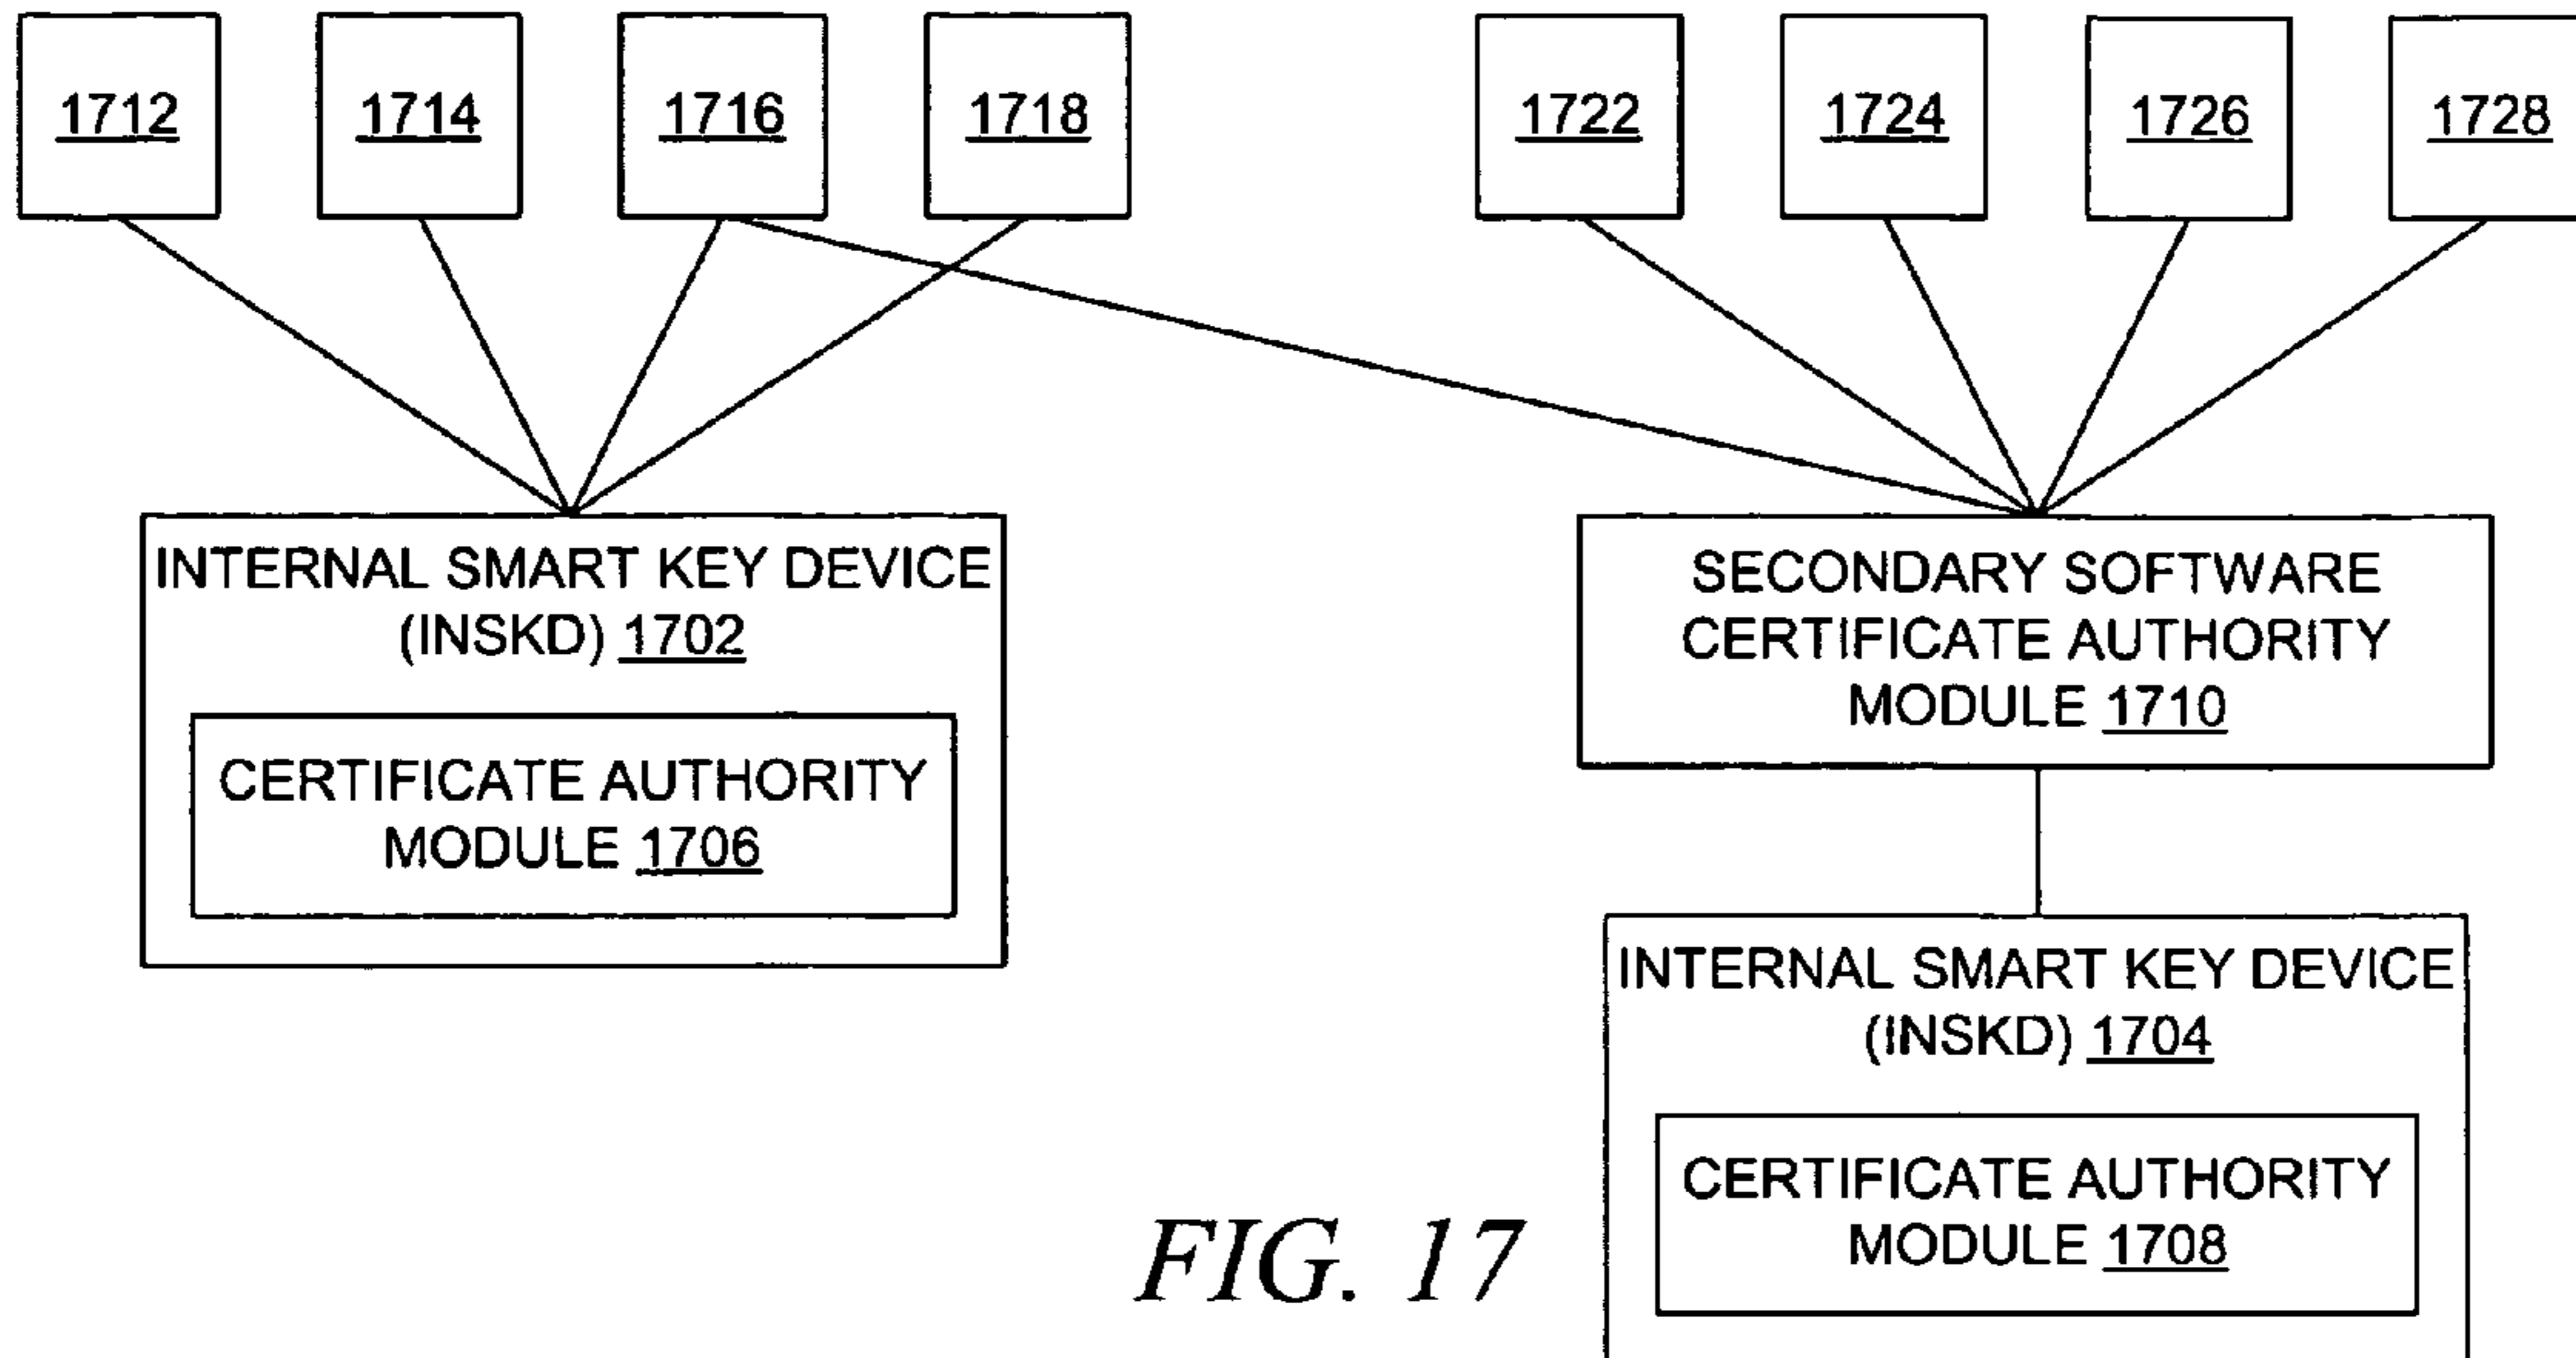 1712 1714 1716 1718 1722 1724 1726 1728
INTERNAL SMART KEY DEVICE
(INSKD) 1702
CERTIFICATE AUTHORITY
MODULE 1706
SECONDARY SOFTWARE
CERTIFICATE AUTHORITY
MODULE 1710
INTERNAL SMART KEY DEVICE
(INSKD) 1704
CERTIFICATE AUTHORITY
MODULE 1708
FIG. 17